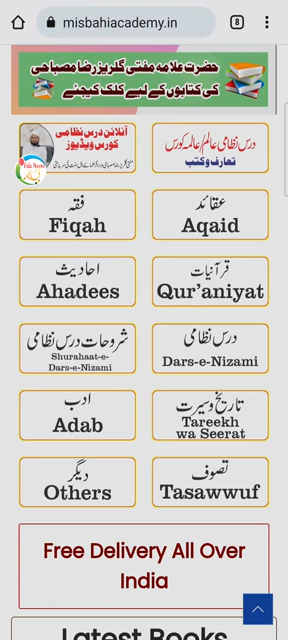 misbahiacademy.in
8
حضرت علامہ مفتی گلریز رضا مصباحی
کی کتابوں کے لیے کلک کیجئے
آنلائن درس نظامی
کورس ویڈیوز
درس نظامی عالم/عالمہ کورس
تعارف و کتب
فقہ
Fiqah
عقائد
Aqaid
احادیث
Ahadees
قرآنیات
Qur'aniyat
شروحات درس نظامی
Shurahaat-e-
Dars-e-Nizami
درس نظامی
Dars-e-Nizami
ادب
Adab
تاریخ و سیرت
Tareekh
wa Seerat
دیگر
Others
تصوف
Tasawwuf
Free Delivery All Over
India
Latest Books